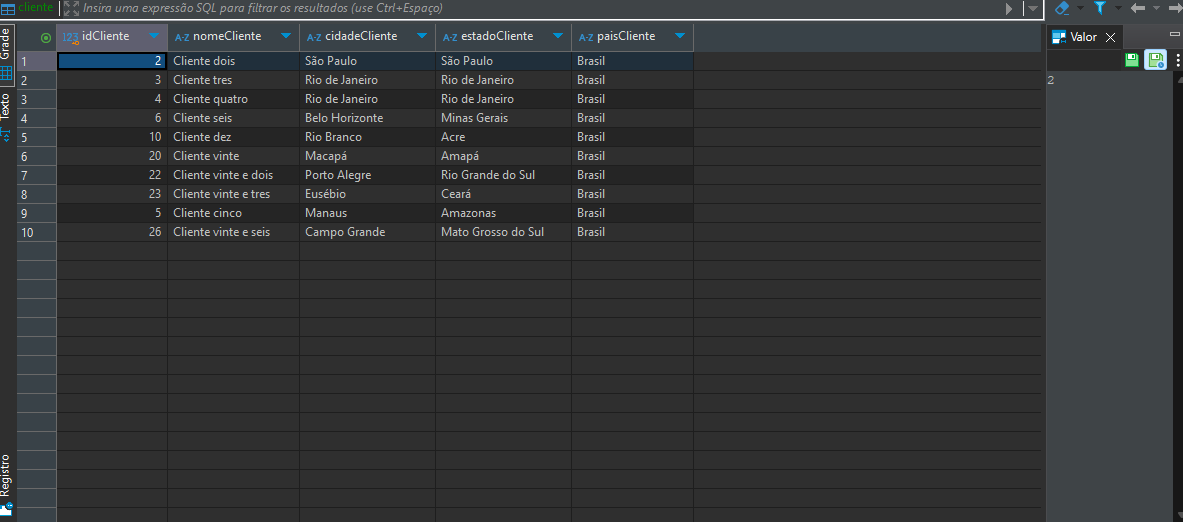 cliente Insira uma expressão SQL para filtrar os resultados (use Ctrl+Espaço)
Grade
Texto
Registro
123 idCliente A-Z nomeCliente A-Z cidadeCliente A-Z estadoCliente A-Z paisCliente
1 2 Cliente dois São Paulo São Paulo Brasil
2 3 Cliente tres Rio de Janeiro Rio de Janeiro Brasil
3 4 Cliente quatro Rio de Janeiro Rio de Janeiro Brasil
4 6 Cliente seis Belo Horizonte Minas Gerais Brasil
5 10 Cliente dez Rio Branco Acre Brasil
6 20 Cliente vinte Macapá Amapá Brasil
7 22 Cliente vinte e dois Porto Alegre Rio Grande do Sul Brasil
8 23 Cliente vinte e tres Eusébio Ceará Brasil
9 5 Cliente cinco Manaus Amazonas Brasil
10 26 Cliente vinte e seis Campo Grande Mato Grosso do Sul Brasil
Valor
2